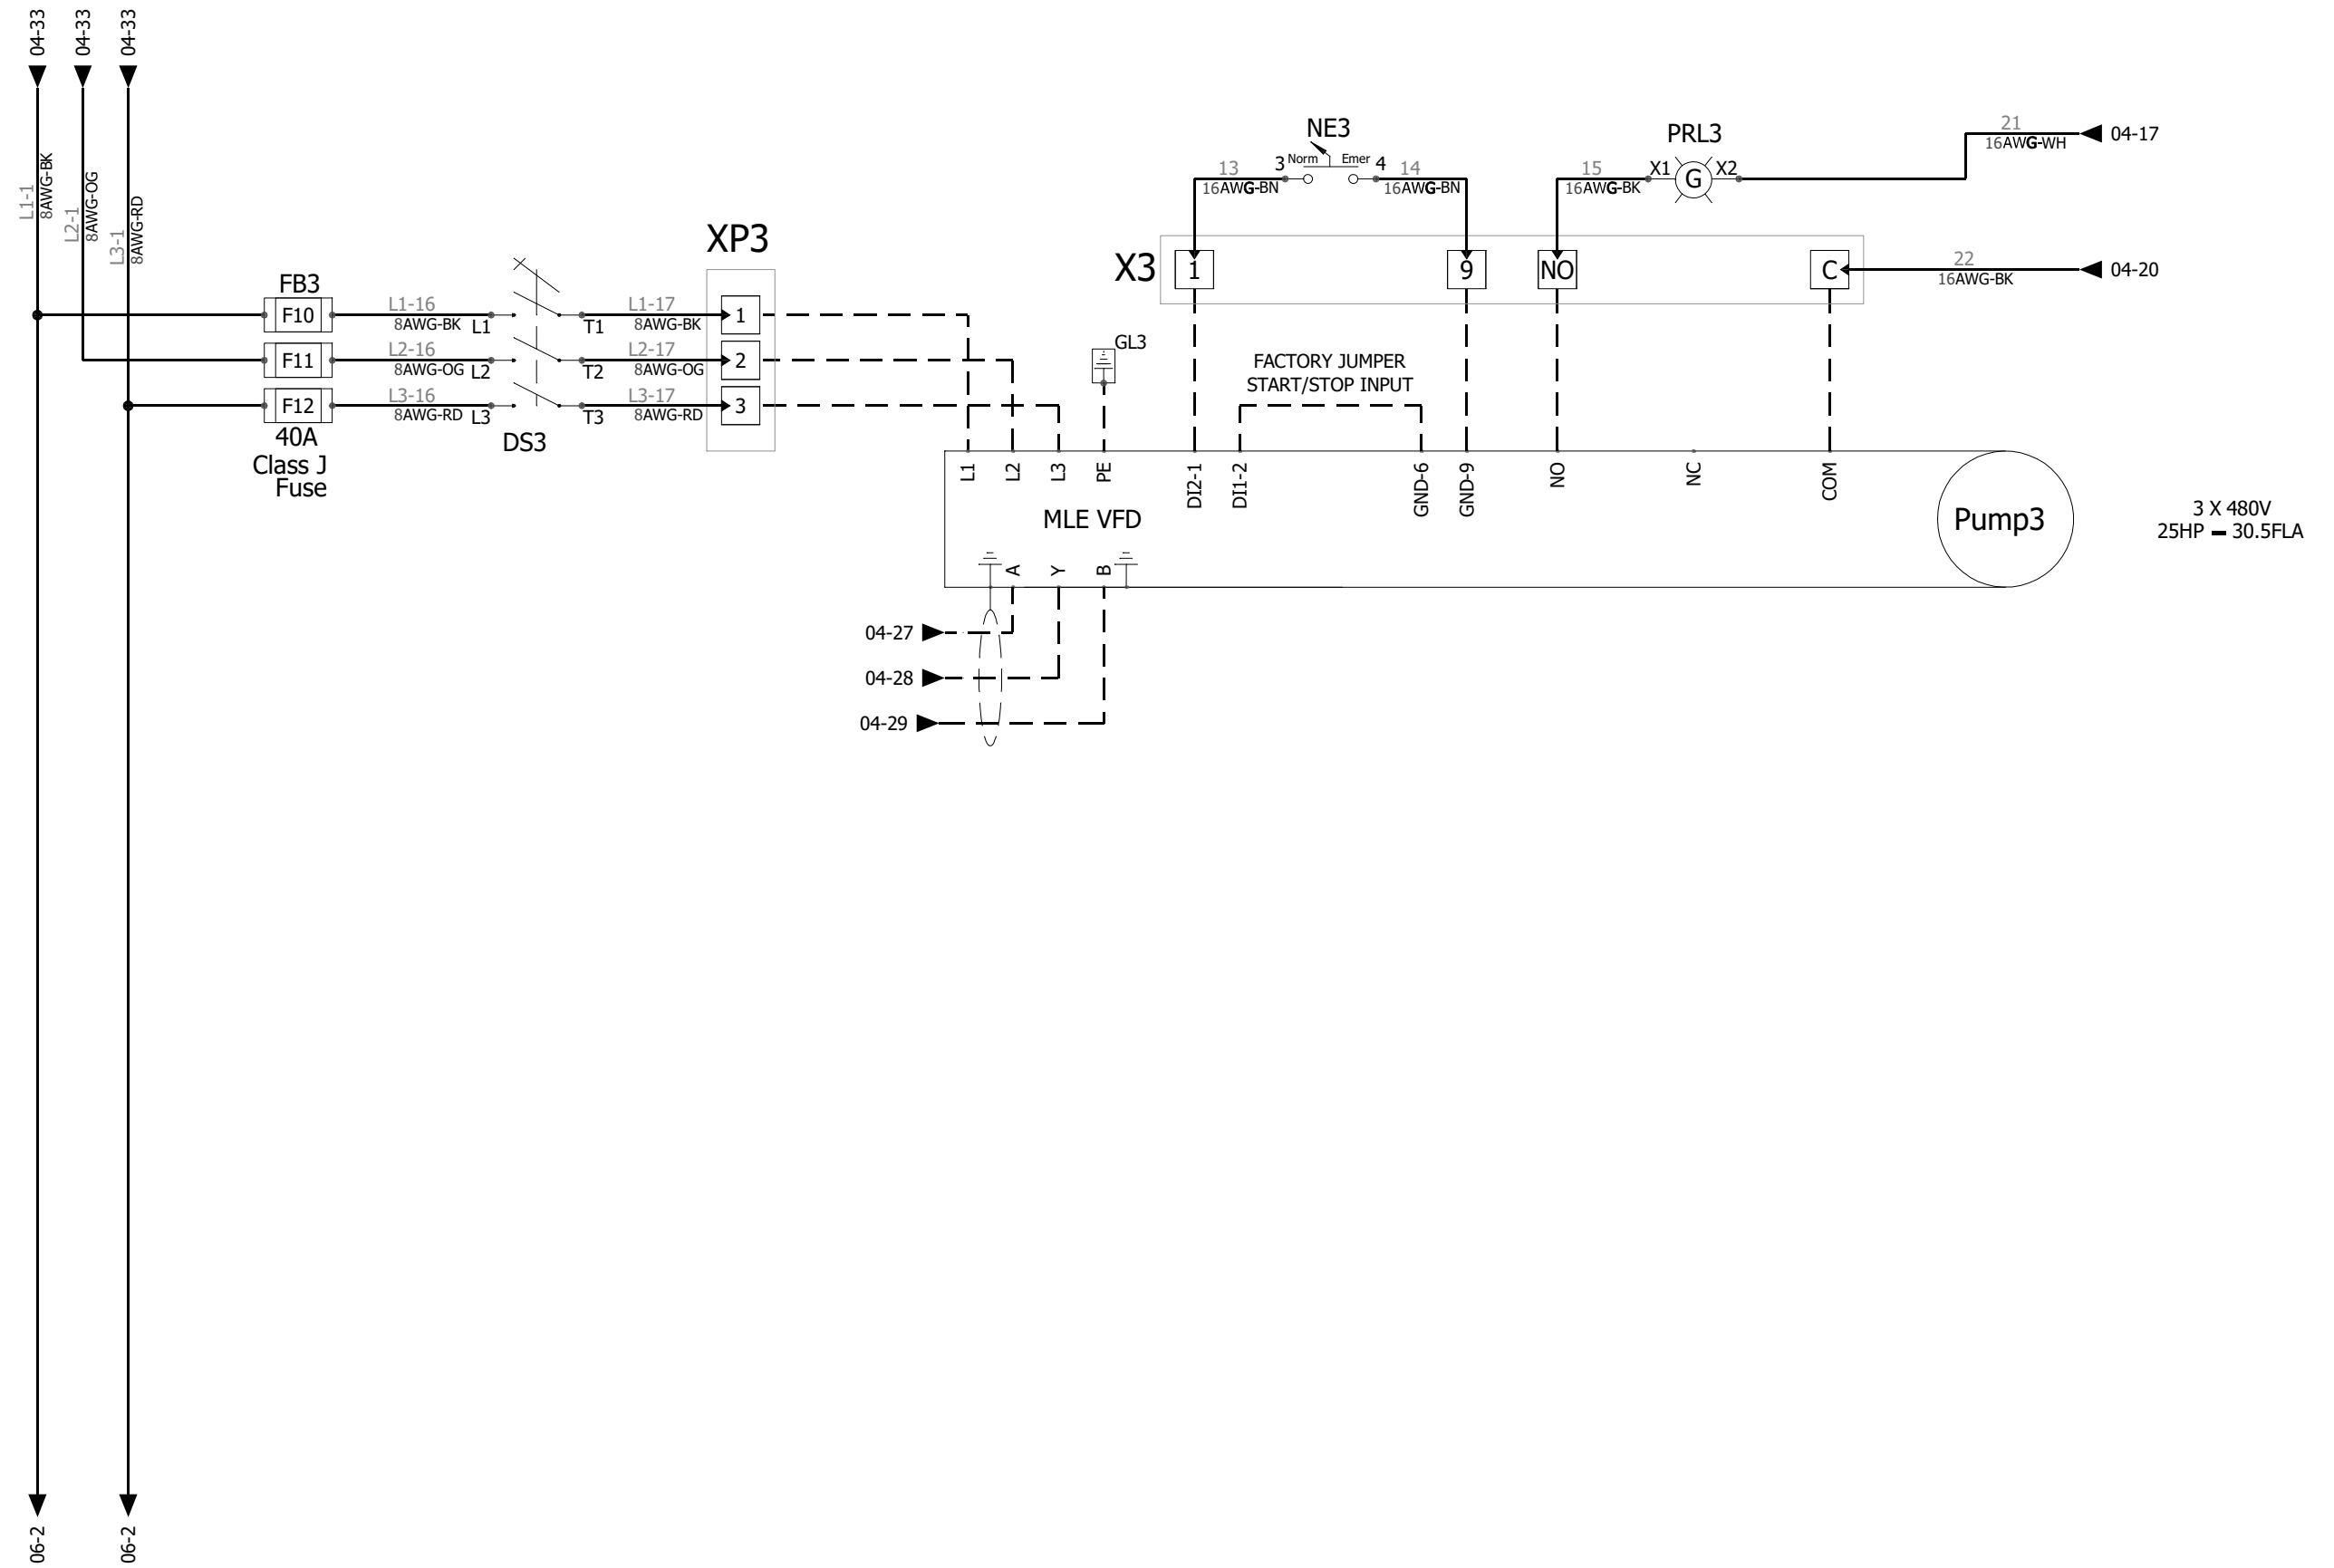 04-33
04-33
04-33
L1-1
8AWG-BK
L2-1
8AWG-OG
L3-1
8AWG-RD
FB3
F10
F11
F12
40A
Class J
Fuse
L1-16
8AWG-BK
L1
L2-16
8AWG-OG
L2
L3-16
8AWG-RD
L3
DS3
T1
T2
T3
L1-17
8AWG-BK
L2-17
8AWG-OG
L3-17
8AWG-RD
XP3
1
2
3
NE3
13
16AWG-BN
3
Norm
Emer
4
14
16AWG-BN
PRL3
15
16AWG-BK
X1
G
X2
21
16AWG-WH
04-17
X3
1
9
NO
C
22
16AWG-BK
04-20
GL3
FACTORY JUMPER
START/STOP INPUT
L1
L2
L3
PE
DI2-1
DI1-2
GND-6
GND-9
NO
NC
COM
MLE VFD
Pump3
3 X 480V
25HP - 30.5FLA
A
Y
B
04-27
04-28
04-29
06-2
06-2